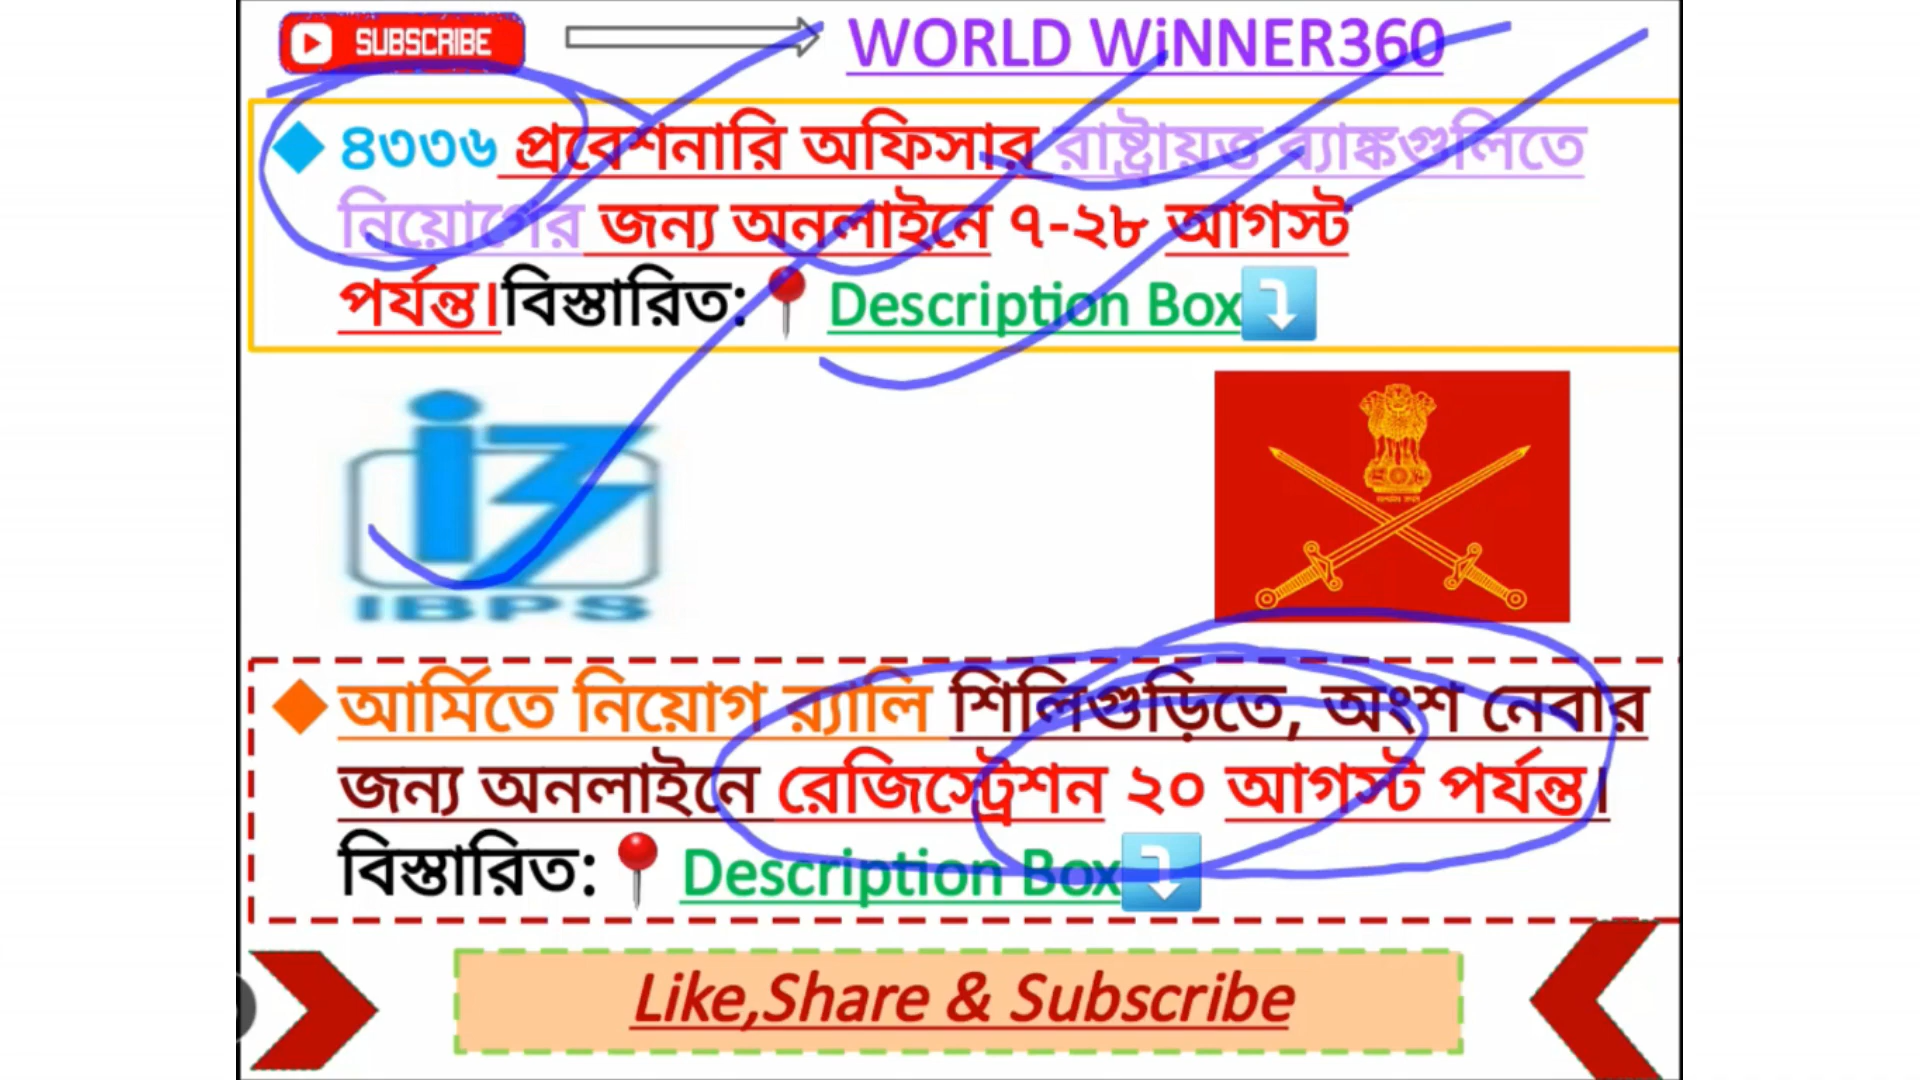 SUBSCRIBE WORLD WiNNER360
৪৩৩৬ প্রবেশনারি অফিসার রাষ্ট্রায়ত্ত ব্যাঙ্কগুলিতে
নিয়োগের জন্য অনলাইনে ৭-২৮ আগস্ট
পর্যন্ত।বিস্তারিত:📍 Description Box⤵️
IBPS
আর্মিতে নিয়োগ র‍্যালি শিলিগুড়িতে, অংশ নেবার
জন্য অনলাইনে রেজিস্ট্রেশন ২০ আগস্ট পর্যন্ত।
বিস্তারিত:📍 Description Box⤵️
Like,Share & Subscribe